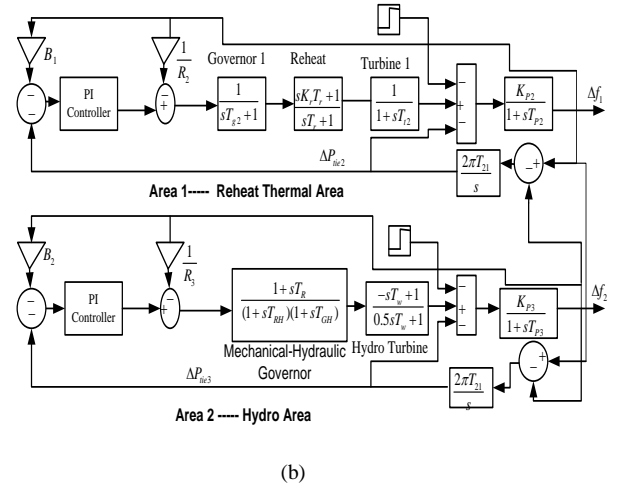 B1
1/R2
Governor 1
Reheat
Turbine 1
PI
Controller
1/(sTg2+1)
(sKrTr+1)/(sTr+1)
1/(1+sTt2)
KP2/(1+sTP2)
Δf1
ΔPtie2
2πT21/s
Area 1----- Reheat Thermal Area
B2
1/R3
PI
Controller
(1+sTR)/((1+sTRH)(1+sTGH))
(-sTw+1)/(0.5sTw+1)
KP3/(1+sTP3)
Δf2
Mechanical-Hydraulic
Governor
Hydro Turbine
ΔPtie3
2πT21/s
Area 2 ----- Hydro Area
(b)